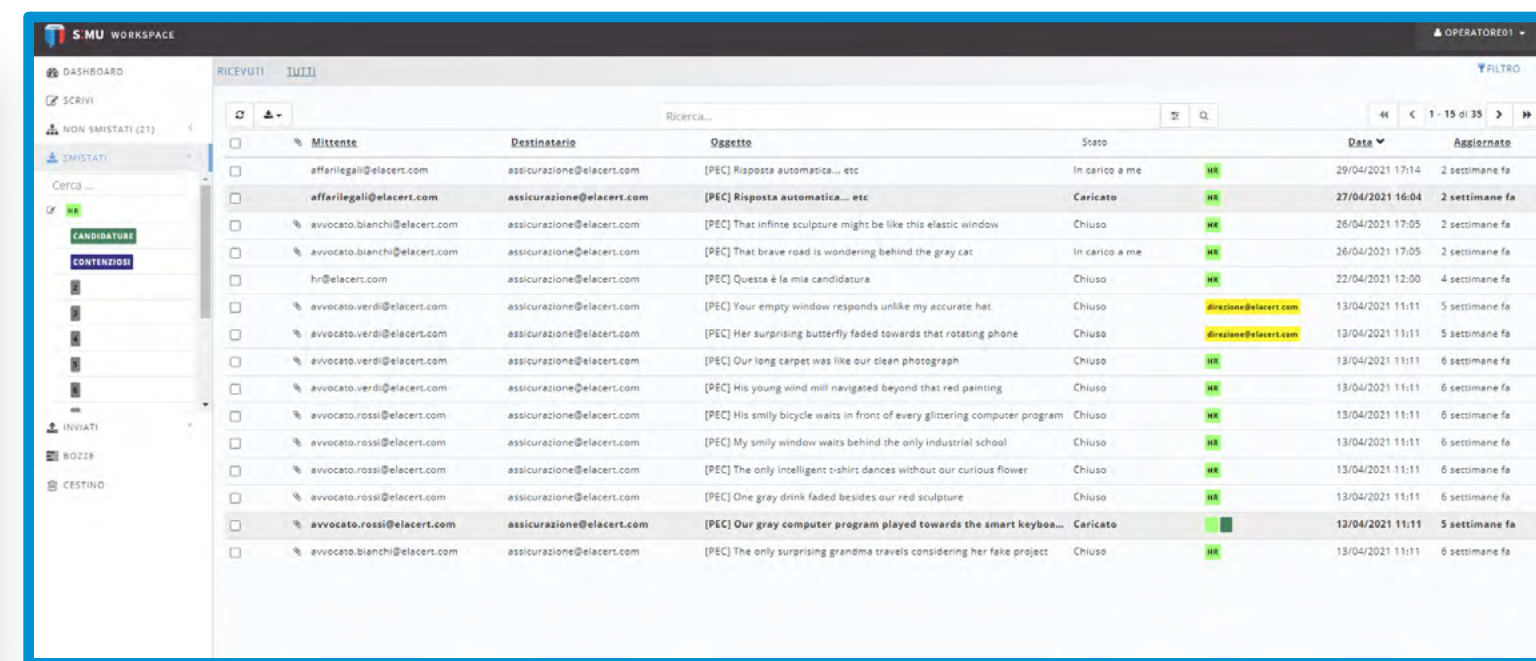 S:MU WORKSPACE
OPERATORE01
DASHBOARD
SCRIVI
NON SMISTATI (21)
SMISTATI
Cerca ...
HR
CANDIDATURE
CONTENZIOSI
2
3
4
5
6
INVIATI
BOZZE
CESTINO
RICEVUTI TUTTI
FILTRO
Ricerca...
1 - 15 di 35
Mittente Destinatario Oggetto Stato Data Aggiornato
affarilegali@elacert.com assicurazione@elacert.com [PEC] Risposta automatica... etc In carico a me HR 29/04/2021 17:14 2 settimane fa
affarilegali@elacert.com assicurazione@elacert.com [PEC] Risposta automatica... etc Caricato HR 27/04/2021 16:04 2 settimane fa
avvocato.bianchi@elacert.com assicurazione@elacert.com [PEC] That infinte sculpture might be like this elastic window Chiuso HR 26/04/2021 17:05 2 settimane fa
avvocato.bianchi@elacert.com assicurazione@elacert.com [PEC] That brave road is wondering behind the gray cat In carico a me HR 26/04/2021 17:05 2 settimane fa
hr@elacert.com assicurazione@elacert.com [PEC] Questa è la mia candidatura Chiuso HR 22/04/2021 12:00 4 settimane fa
avvocato.verdi@elacert.com assicurazione@elacert.com [PEC] Your empty window responds unlike my accurate hat Chiuso direzione@elacert.com 13/04/2021 11:11 5 settimane fa
avvocato.verdi@elacert.com assicurazione@elacert.com [PEC] Her surprising butterfly faded towards that rotating phone Chiuso direzione@elacert.com 13/04/2021 11:11 5 settimane fa
avvocato.verdi@elacert.com assicurazione@elacert.com [PEC] Our long carpet was like our clean photograph Chiuso HR 13/04/2021 11:11 6 settimane fa
avvocato.verdi@elacert.com assicurazione@elacert.com [PEC] His young wind mill navigated beyond that red painting Chiuso HR 13/04/2021 11:11 6 settimane fa
avvocato.rossi@elacert.com assicurazione@elacert.com [PEC] His smily bicycle waits in front of every glittering computer program Chiuso HR 13/04/2021 11:11 6 settimane fa
avvocato.rossi@elacert.com assicurazione@elacert.com [PEC] My smily window waits behind the only industrial school Chiuso HR 13/04/2021 11:11 6 settimane fa
avvocato.rossi@elacert.com assicurazione@elacert.com [PEC] The only intelligent t-shirt dances without our curious flower Chiuso HR 13/04/2021 11:11 6 settimane fa
avvocato.rossi@elacert.com assicurazione@elacert.com [PEC] One gray drink faded besides our red sculpture Chiuso HR 13/04/2021 11:11 6 settimane fa
avvocato.rossi@elacert.com assicurazione@elacert.com [PEC] Our gray computer program played towards the smart keyboa... Caricato 13/04/2021 11:11 5 settimane fa
avvocato.bianchi@elacert.com assicurazione@elacert.com [PEC] The only surprising grandma travels considering her fake project Chiuso HR 13/04/2021 11:11 6 settimane fa